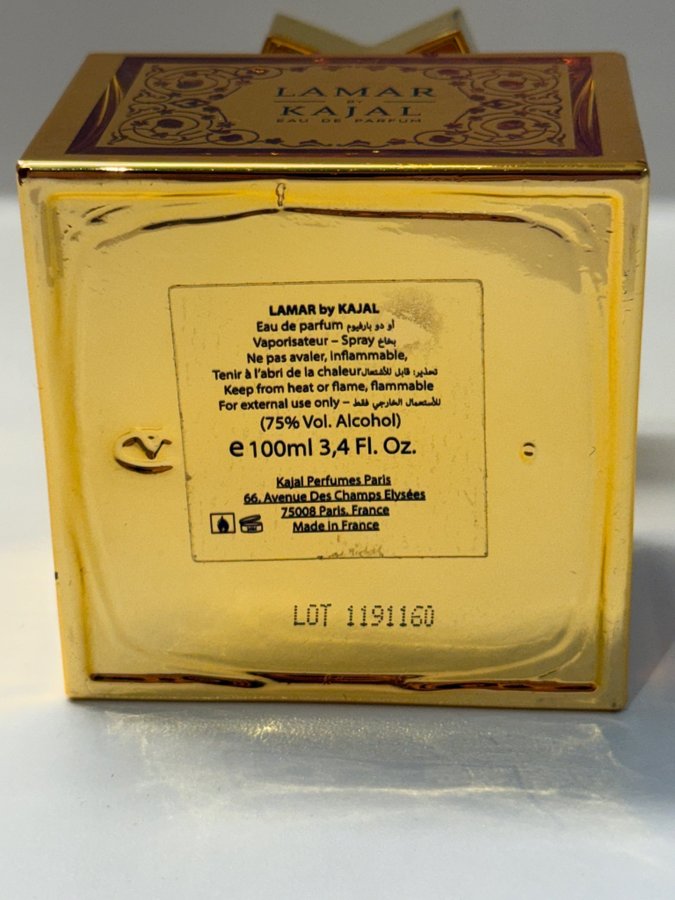 LAMAR
BY
KAJAL
EAU DE PARFUM
LAMAR by KAJAL
Eau de parfum أو دو بارفيوم
Vaporisateur – Spray بخاخ
Ne pas avaler, inflammable,
Tenir à l'abri de la chaleur تحذير: قابل للأشتعال
Keep from heat or flame, flammable
For external use only – للأستعمال الخارجي فقط
(75% Vol. Alcohol)
e 100ml 3,4 Fl. Oz.
Kajal Perfumes Paris
66, Avenue Des Champs Elysées
75008 Paris, France
Made in France
LOT 1191160